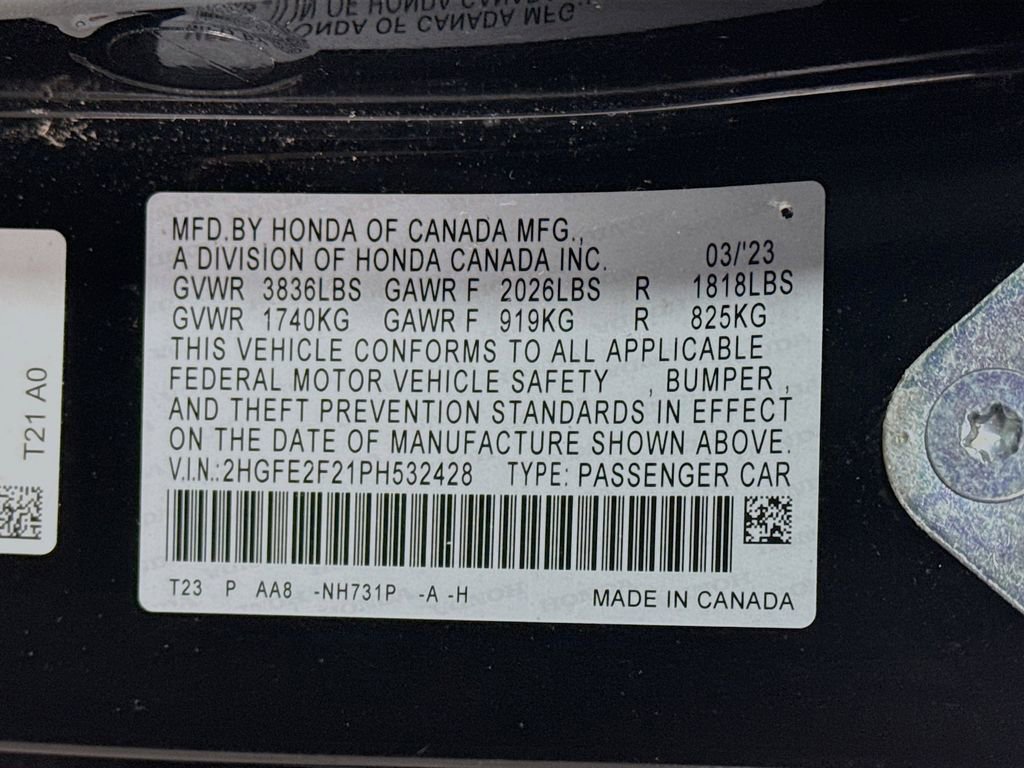 MFD.BY HONDA OF CANADA MFG.,
A DIVISION OF HONDA CANADA INC. 03/'23
GVWR 3836LBS GAWR F 2026LBS R 1818LBS
GVWR 1740KG GAWR F 919KG R 825KG
THIS VEHICLE CONFORMS TO ALL APPLICABLE
FEDERAL MOTOR VEHICLE SAFETY , BUMPER ,
AND THEFT PREVENTION STANDARDS IN EFFECT
ON THE DATE OF MANUFACTURE SHOWN ABOVE.
V.I.N.:2HGFE2F21PH532428 TYPE: PASSENGER CAR
T23 P AA8 -NH731P -A -H MADE IN CANADA
T21 A0